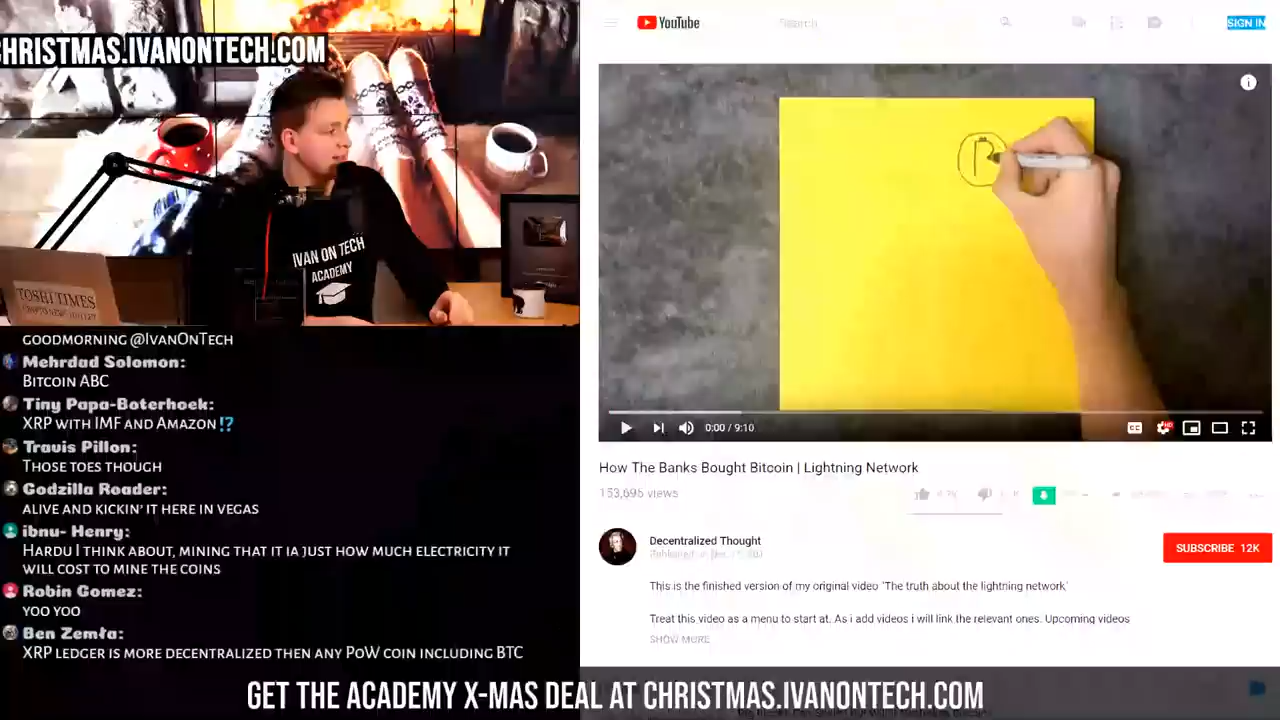 CHRISTMAS.IVANONTECH.COM
IVAN ON TECH
ACADEMY
TOSHI TIMES
GOODMORNING @IvanOnTech
Mehrdad Solomon:
Bitcoin ABC
Tiny Papa-Boterhoek:
XRP with IMF and Amazon⁉
Travis Pillon:
Those toes though
Godzilla Roader:
alive and kickin' it here in vegas
ibnu- Henry:
Hardu I think about, mining that it ia just how much electricity it
will cost to mine the coins
Robin Gomez:
yoo yoo
Ben Zemła:
XRP ledger is more decentralized then any PoW coin including BTC
YouTube
Search
SIGN IN
B
0:00 / 9:10
CC
HD
How The Banks Bought Bitcoin | Lightning Network
153,695 views
Decentralized Thought
SUBSCRIBE 12K
This is the finished version of my original video 'The truth about the lightning network'
Treat this video as a menu to start at. As i add videos i will link the relevant ones. Upcoming videos
SHOW MORE
GET THE ACADEMY X-MAS DEAL AT CHRISTMAS.IVANONTECH.COM